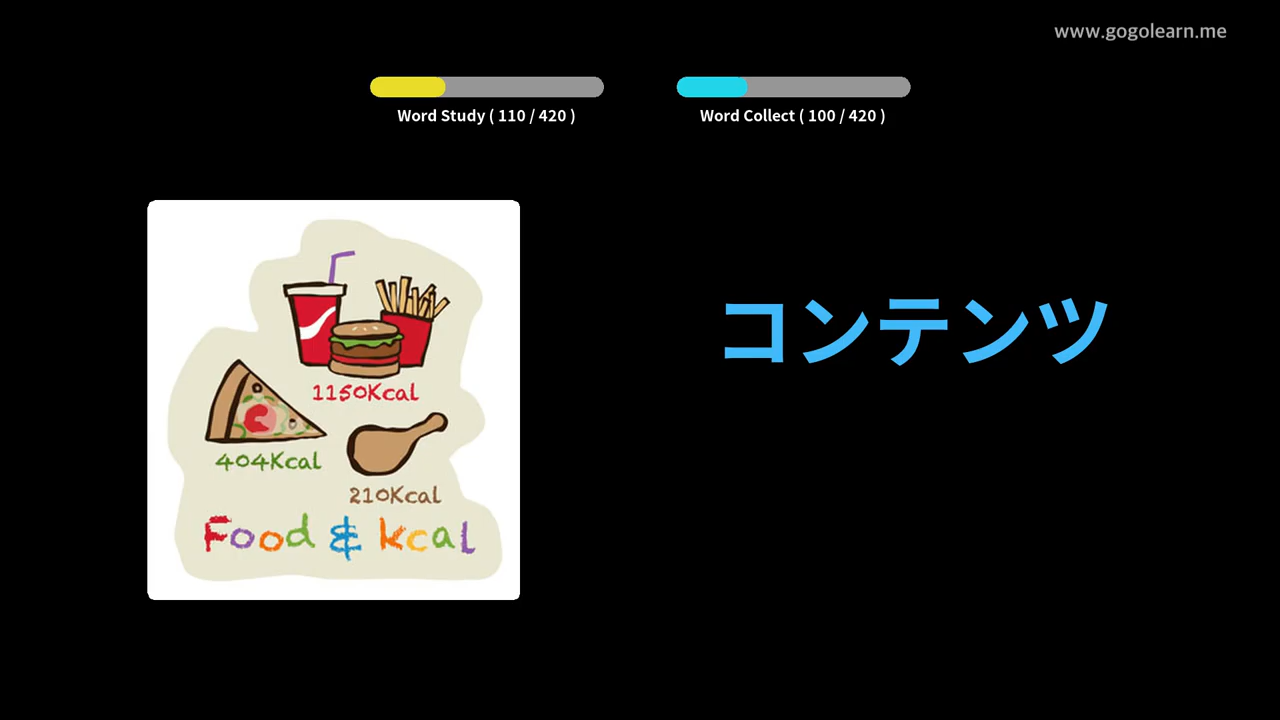 www.gogolearn.me
Word Study ( 110 / 420 )
Word Collect ( 100 / 420 )
コンテンツ
1150Kcal
404Kcal
210Kcal
Food & kcal